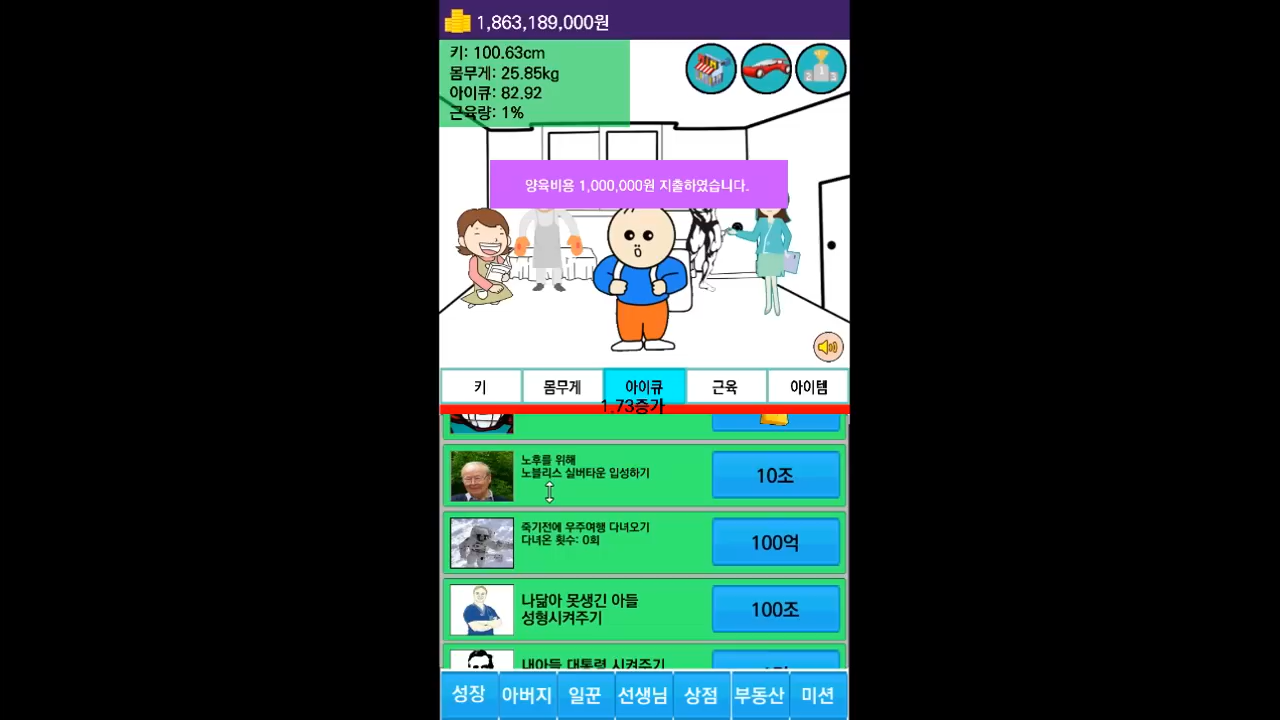 1,863,189,000원
키: 100.63cm
몸무게: 25.85kg
아이큐: 82.92
근육량: 1%
양육비용 1,000,000원 지출하였습니다.
키 몸무게 아이큐 근육 아이템
1.73증가
노후를 위해
노블리스 실버타운 입성하기
10조
죽기전에 우주여행 다녀오기
다녀온 횟수: 0회
100억
나닮아 못생긴 아들
성형시켜주기
100조
내아들 대통령 시켜주기
성장 아버지 일꾼 선생님 상점 부동산 미션